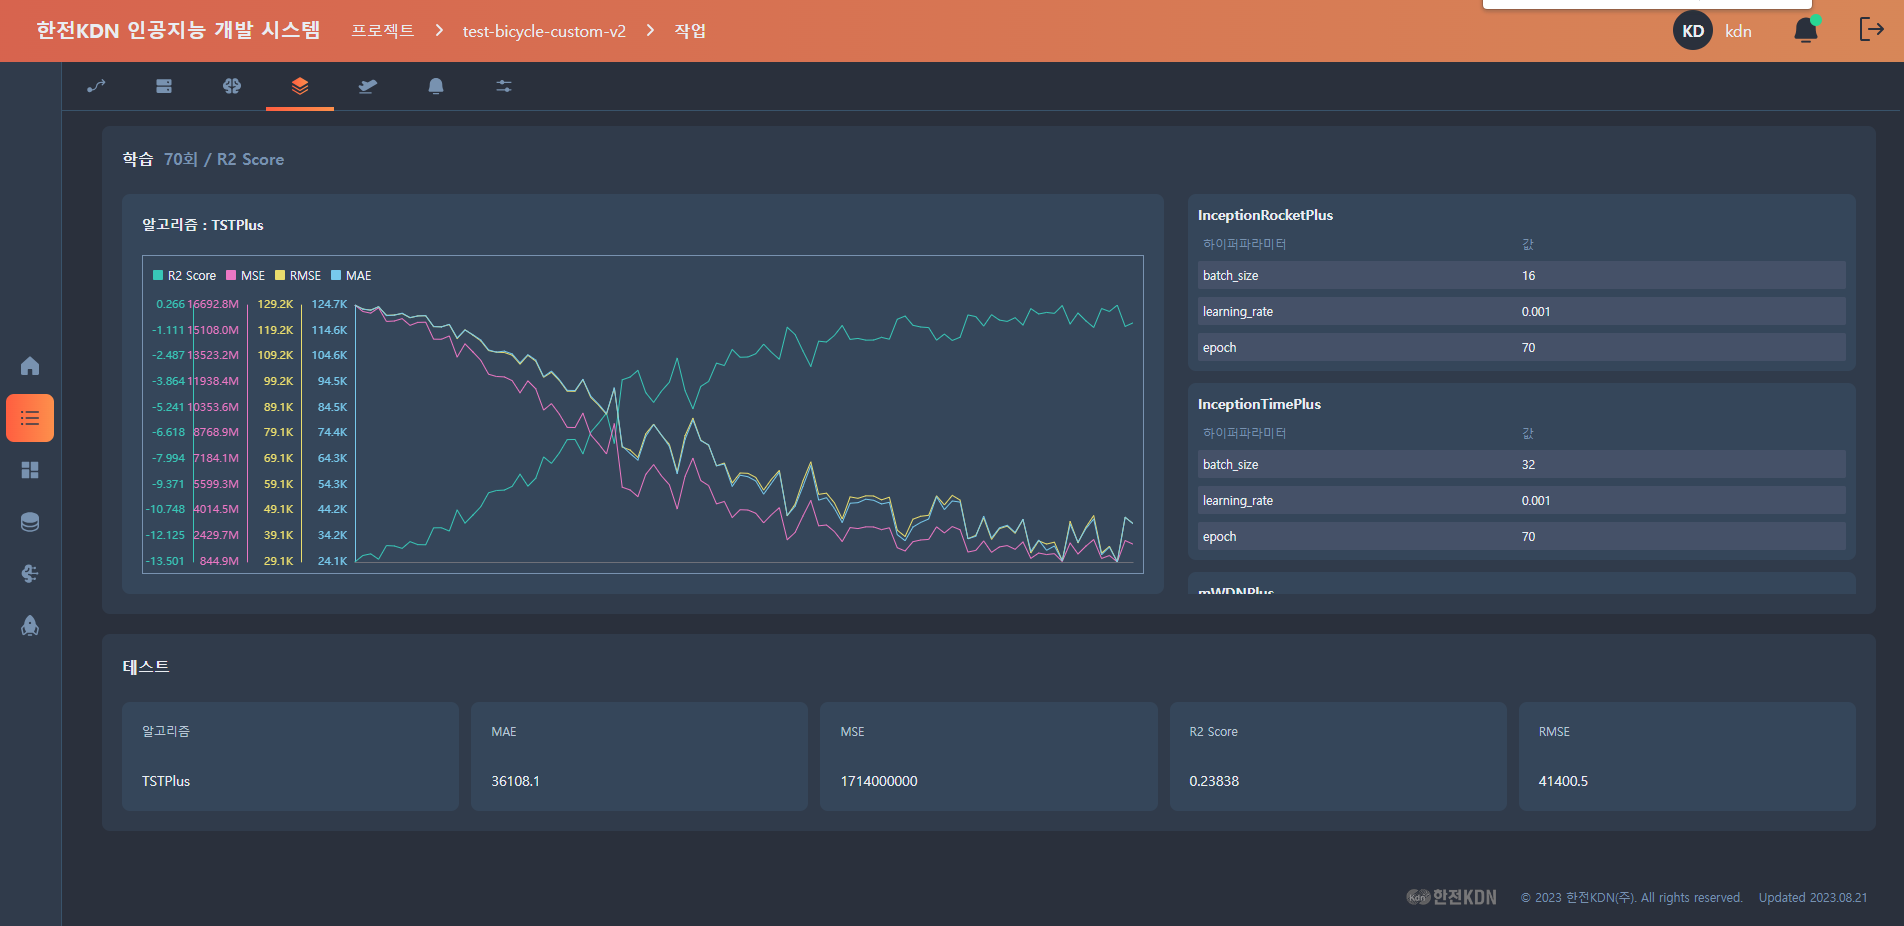 한전KDN 인공지능 개발 시스템 프로젝트 test-bicycle-custom-v2 작업 KD kdn
학습 70회 / R2 Score
알고리즘 : TSTPlus
R2 Score MSE RMSE MAE
0.266 16692.8M 129.2K 124.7K
-1.111 15108.0M 119.2K 114.6K
-2.487 13523.2M 109.2K 104.6K
-3.864 11938.4M 99.2K 94.5K
-5.241 10353.6M 89.1K 84.5K
-6.618 8768.9M 79.1K 74.4K
-7.994 7184.1M 69.1K 64.3K
-9.371 5599.3M 59.1K 54.3K
-10.748 4014.5M 49.1K 44.2K
-12.125 2429.7M 39.1K 34.2K
-13.501 844.9M 29.1K 24.1K
InceptionRocketPlus
하이퍼파라미터 값
batch_size 16
learning_rate 0.001
epoch 70
InceptionTimePlus
하이퍼파라미터 값
batch_size 32
learning_rate 0.001
epoch 70
mWDNPlus
테스트
알고리즘 MAE MSE R2 Score RMSE
TSTPlus 36108.1 1714000000 0.23838 41400.5
Kdn 한전KDN © 2023 한전KDN(주). All rights reserved. Updated 2023.08.21